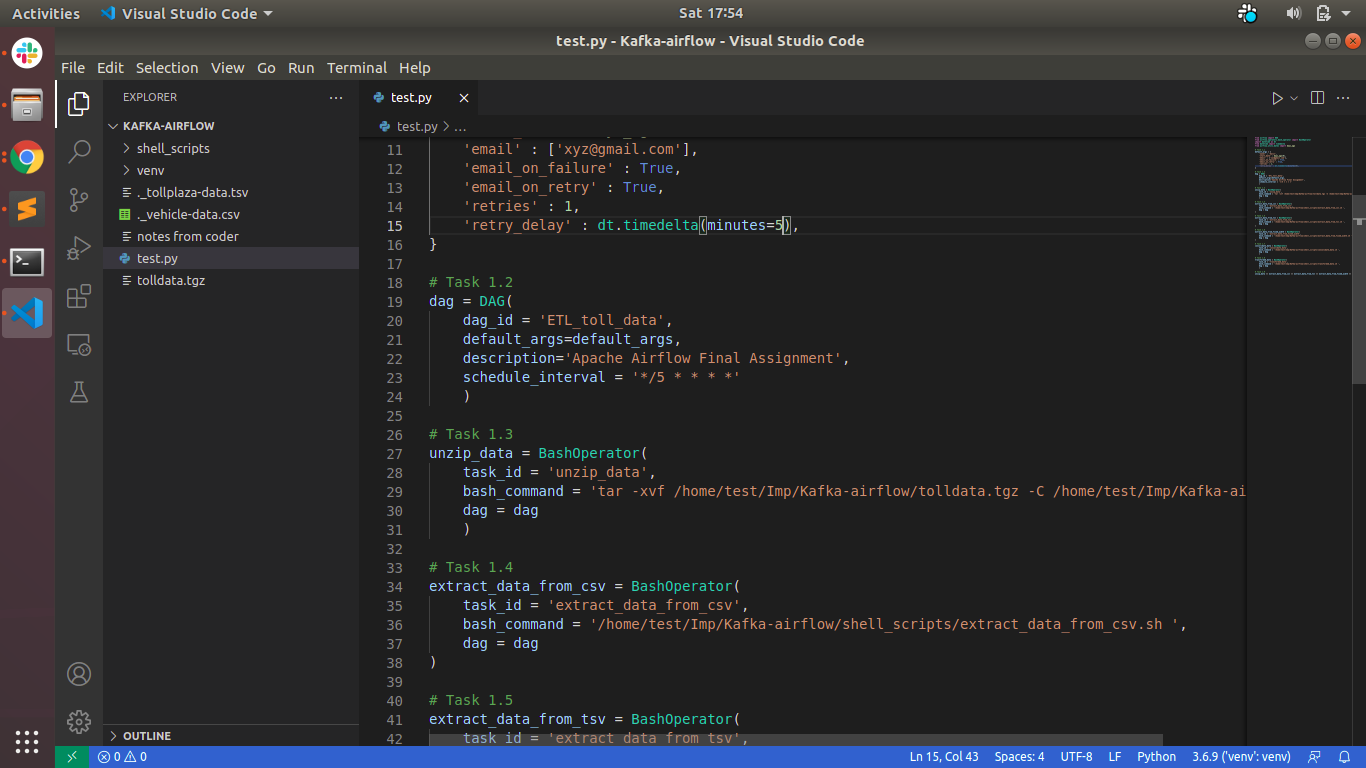 Activities
Visual Studio Code
Sat 17:54
test.py - Kafka-airflow - Visual Studio Code
File Edit Selection View Go Run Terminal Help
EXPLORER
KAFKA-AIRFLOW
shell_scripts
venv
._tollplaza-data.tsv
._vehicle-data.csv
notes from coder
test.py
tolldata.tgz
OUTLINE
test.py
test.py > ...
11 'email' : ['xyz@gmail.com'],
12 'email_on_failure' : True,
13 'email_on_retry' : True,
14 'retries' : 1,
15 'retry_delay' : dt.timedelta(minutes=5),
16 }
17
18 # Task 1.2
19 dag = DAG(
20 dag_id = 'ETL_toll_data',
21 default_args=default_args,
22 description='Apache Airflow Final Assignment',
23 schedule_interval = '*/5 * * * *'
24 )
25
26 # Task 1.3
27 unzip_data = BashOperator(
28 task_id = 'unzip_data',
29 bash_command = 'tar -xvf /home/test/Imp/Kafka-airflow/tolldata.tgz -C /home/test/Imp/Kafka-ai
30 dag = dag
31 )
32
33 # Task 1.4
34 extract_data_from_csv = BashOperator(
35 task_id = 'extract_data_from_csv',
36 bash_command = '/home/test/Imp/Kafka-airflow/shell_scripts/extract_data_from_csv.sh ',
37 dag = dag
38 )
39
40 # Task 1.5
41 extract_data_from_tsv = BashOperator(
42 task_id = 'extract_data_from_tsv',
0 0
Ln 15, Col 43
Spaces: 4
UTF-8
LF
Python
3.6.9 ('venv': venv)